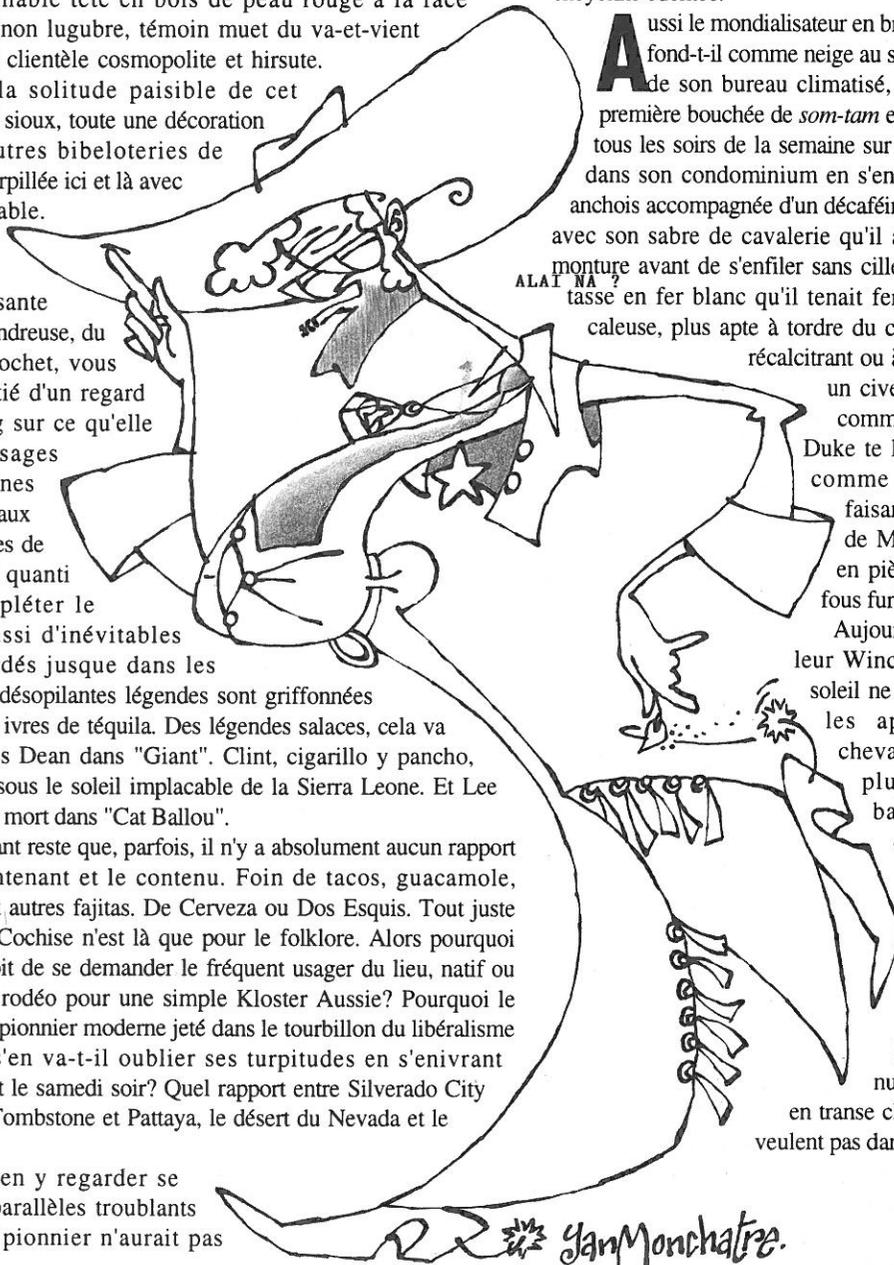 nable tête en bois de peau rouge à la face
non lugubre, témoin muet du va-et-vient
clientèle cosmopolite et hirsute.
la solitude paisible de cet
sioux, toute une décoration
utres bibeloteries de
rpillée ici et là avec
able.
sante
ndreuse, du
ochet, vous
tié d'un regard
g sur ce qu'elle
sages
nes
aux
es de
quanti
pléter le
ssi d'inévitables
dés jusque dans les
désopilantes légendes sont griffonnées
ivres de téquila. Des légendes salaces, cela va
s Dean dans "Giant". Clint, cigarillo y pancho,
sous le soleil implacable de la Sierra Leone. Et Lee
mort dans "Cat Ballou".
ant reste que, parfois, il n'y a absolument aucun rapport
ntenant et le contenu. Foin de tacos, guacamole,
autres fajitas. De Cerveza ou Dos Esquis. Tout juste
Cochise n'est là que pour le folklore. Alors pourquoi
it de se demander le fréquent usager du lieu, natif ou
rodéo pour une simple Kloster Aussie? Pourquoi le
pionnier moderne jeté dans le tourbillon du libéralisme
s'en va-t-il oublier ses turpitudes en s'enivrant
t le samedi soir? Quel rapport entre Silverado City
Tombstone et Pattaya, le désert du Nevada et le
en y regarder se
parallèles troublants
pionnier n'aurait pas
Aussi le mondialisateur en br
fond-t-il comme neige au s
de son bureau climatisé,
première bouchée de som-tam e
tous les soirs de la semaine sur
dans son condominium en s'en
anchois accompagnée d'un décaféin
avec son sabre de cavalerie qu'il a
monture avant de s'enfiler sans cille
ALAÏ NA ?
tasse en fer blanc qu'il tenait fer
caleuse, plus apte à tordre du c
récalcitrant ou à
un cive
comm
Duke te l
comme
faisan
de M
en piè
fous fur
Aujour
leur Winc
soleil ne
les ap
cheva
plu
ba
nu
en transe c
veulent pas dan
YanMonchatre.